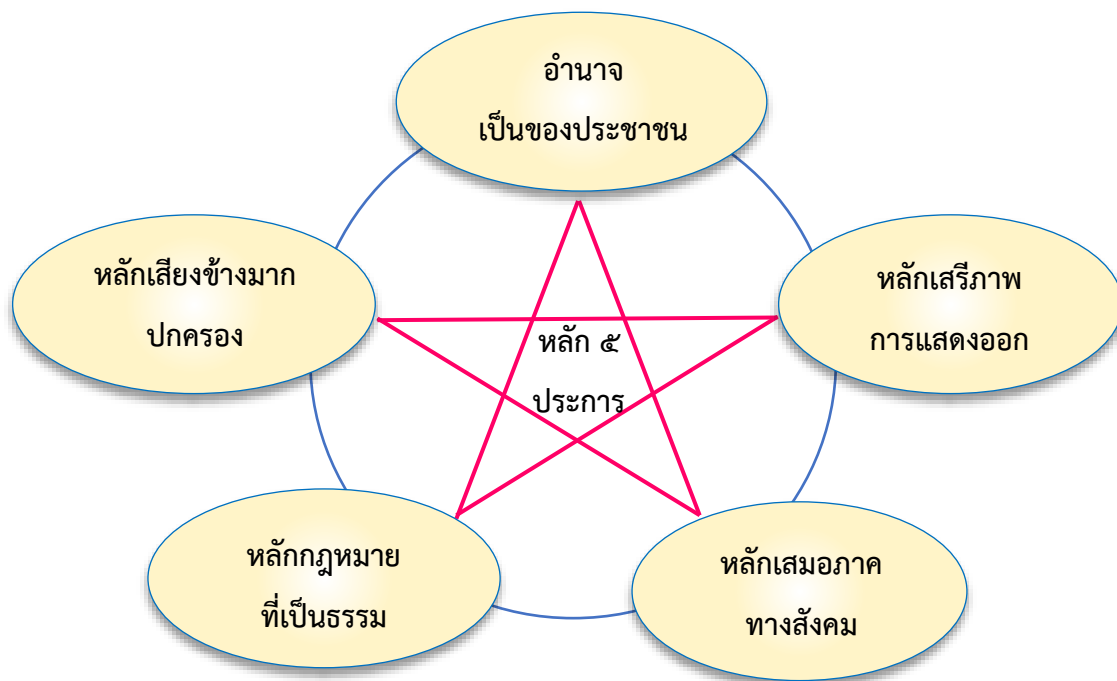 อำนาจ
เป็นของประชาชน
หลักเสียงข้างมาก
ปกครอง
หลักเสรีภาพ
การแสดงออก
หลัก ๕
ประการ
หลักกฎหมาย
ที่เป็นธรรม
หลักเสมอภาค
ทางสังคม